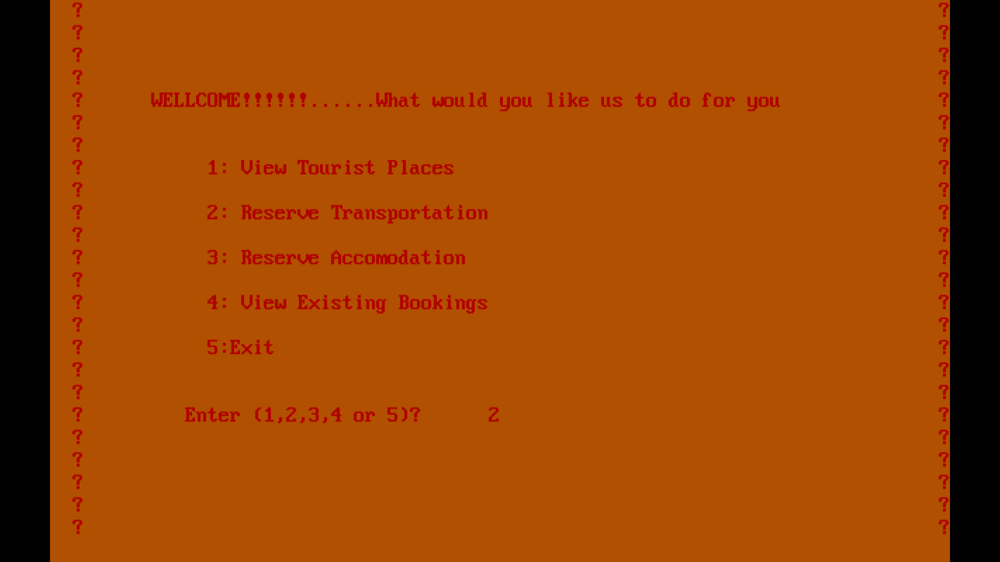 ? ?
? ?
? ?
? ?
? WELLCOME!!!!!!......What would you like us to do for you ?
? ?
? ?
? 1: View Tourist Places ?
? ?
? 2: Reserve Transportation ?
? ?
? 3: Reserve Accomodation ?
? ?
? 4: View Existing Bookings ?
? ?
? 5:Exit ?
? ?
? ?
? Enter (1,2,3,4 or 5)? 2 ?
? ?
? ?
? ?
? ?
? ?